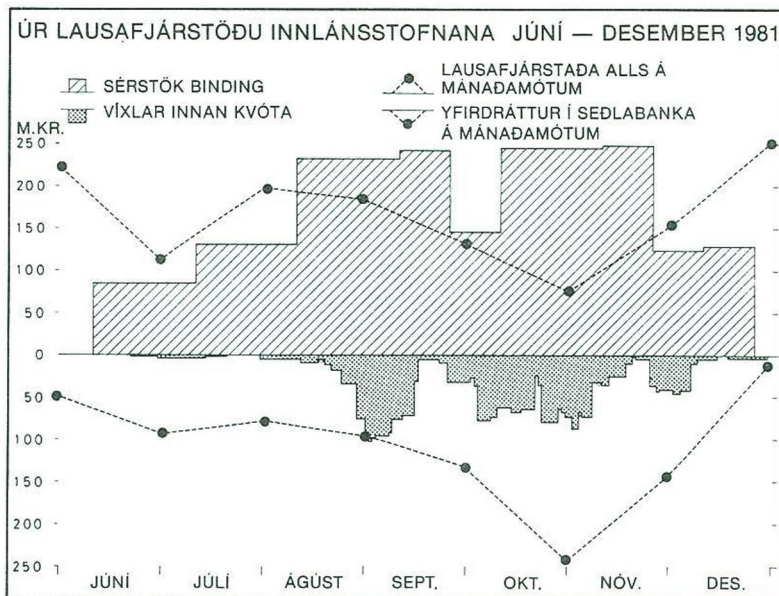 ÚR LAUSAFJÁRSTÖÐU INNLÁNSSTOFNANA JÚNÍ — DESEMBER 1981
SÉRSTÖK BINDING
VÍXLAR INNAN KVÓTA
LAUSAFJÁRSTAÐA ALLS Á
MÁNAÐAMÓTUM
YFIRDRÁTTUR Í SEÐLABANKA
Á MÁNAÐAMÓTUM
M.KR.
250
200
150
100
50
0
50
100
150
200
250
JÚNÍ JÚLÍ ÁGÚST SEPT. OKT. NÓV. DES.